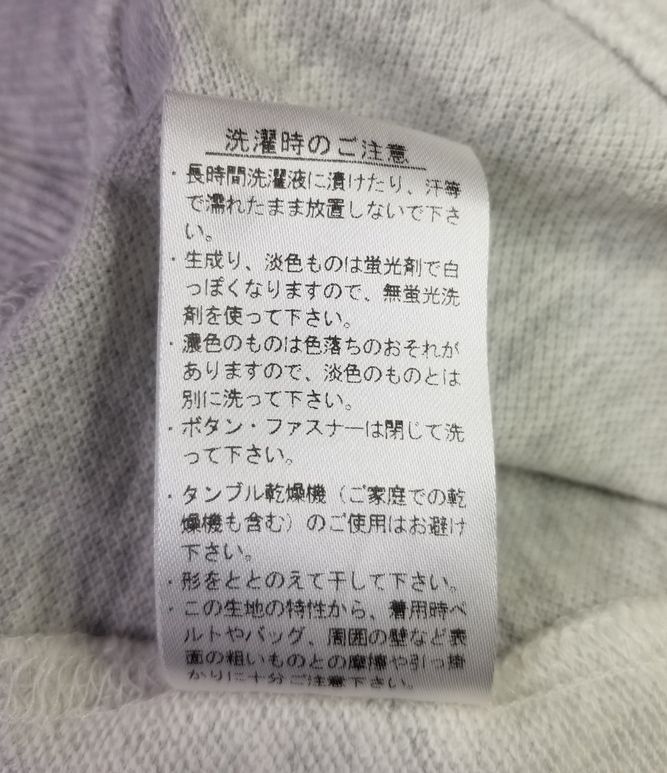 洗濯時のご注意
・長時間洗濯液に漬けたり、汗等
で濡れたまま放置しないで下さ
い。
・生成り、淡色ものは蛍光剤で白
っぽくなりますので、無蛍光洗
剤を使って下さい。
・濃色のものは色落ちのおそれが
ありますので、淡色のものとは
別に洗って下さい。
・ボタン・ファスナーは閉じて洗
って下さい。
・タンブル乾燥機（ご家庭での乾
燥機も含む）のご使用はお避け
下さい。
・形をととのえて干して下さい。
・この生地の特性から、着用時ベ
ルトやバッグ、周囲の壁など表
面の粗いものとの摩擦や引っ掛
かりに十分ご注意下さい。